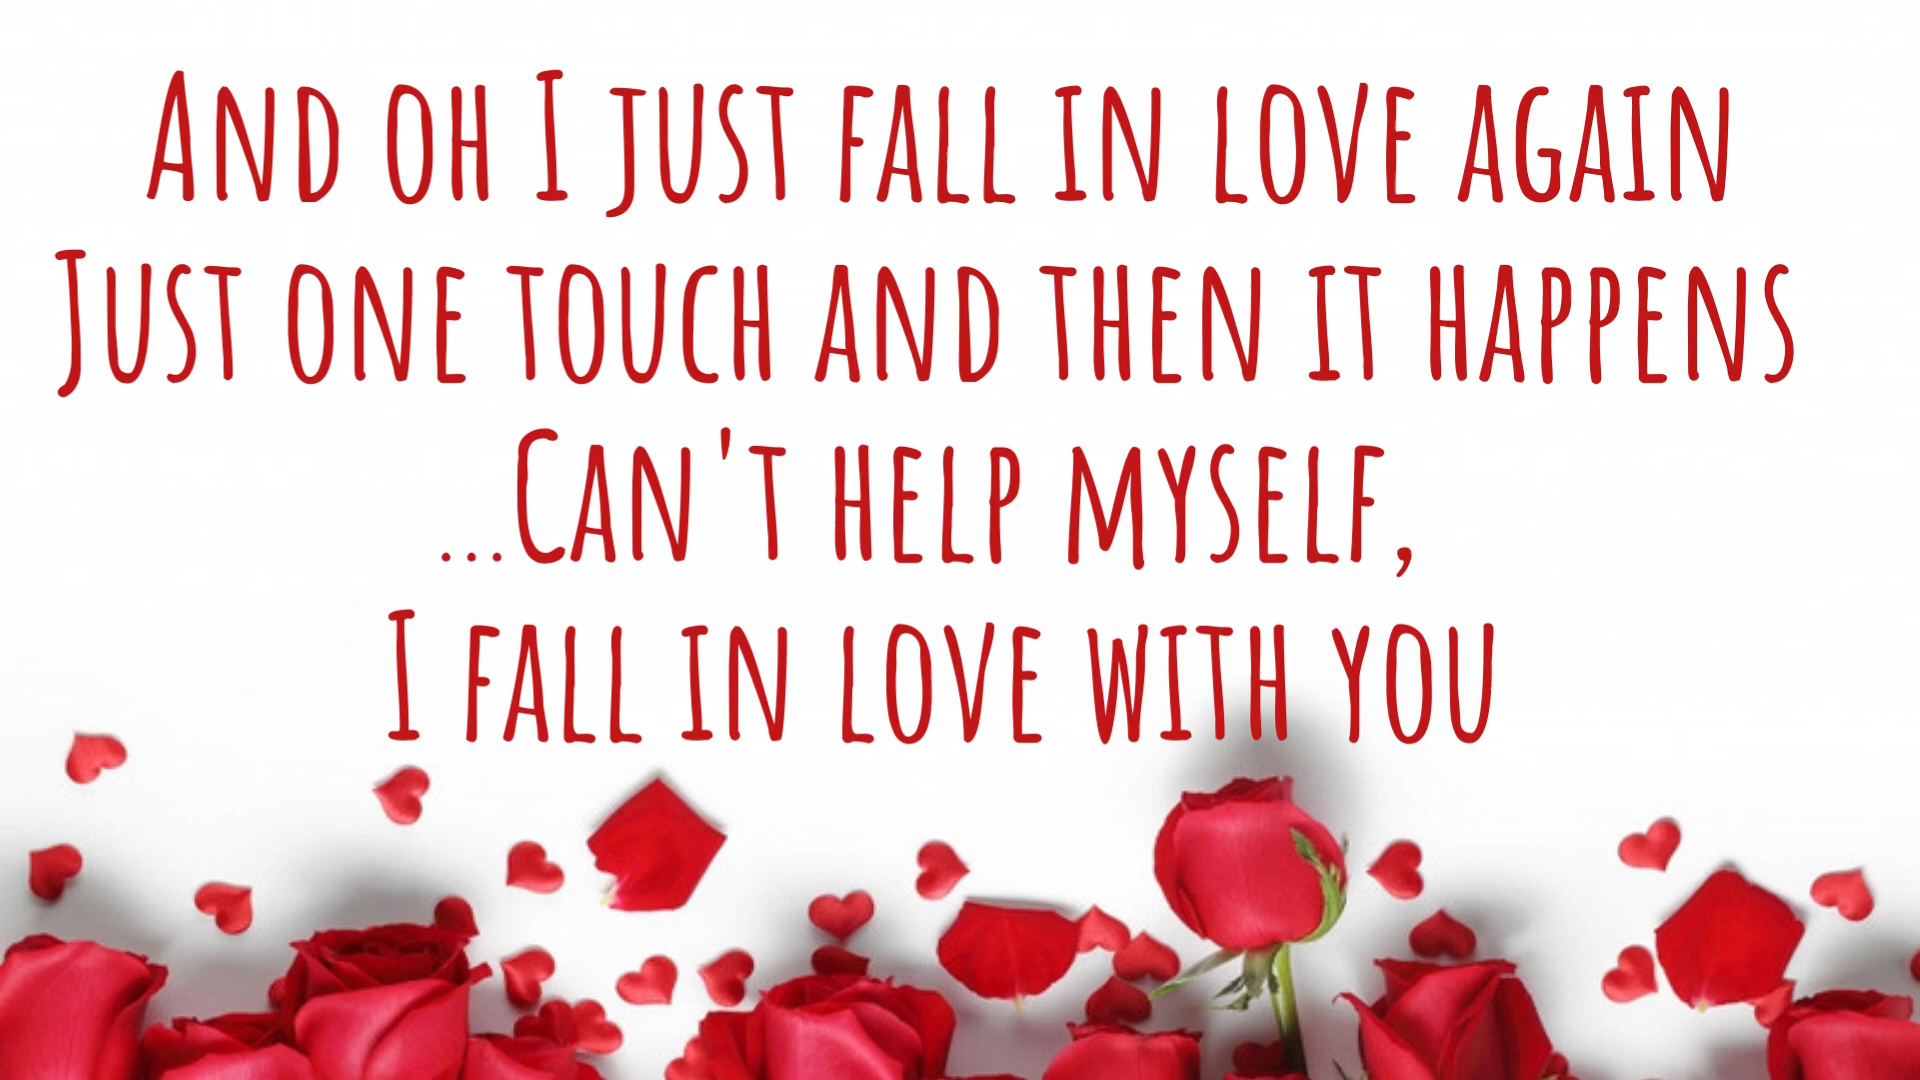 And oh I just fall in love again
Just one touch and then it happens
...Can't help myself,
I fall in love with you